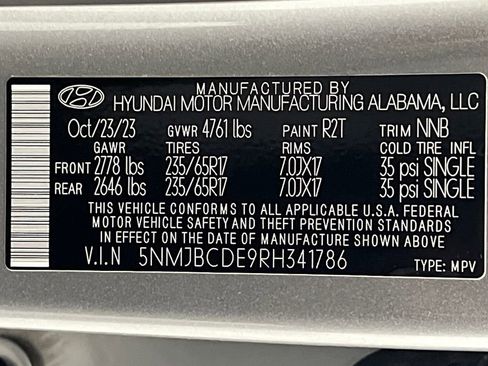 MANUFACTURED BY
HYUNDAI MOTOR MANUFACTURING ALABAMA, LLC
Oct/23/23 GVWR 4761 lbs PAINT R2T TRIM NNB
GAWR TIRES RIMS COLD TIRE INFL
FRONT 2778 lbs 235/65R17 7.0JX17 35 psi SINGLE
REAR 2646 lbs 235/65R17 7.0JX17 35 psi SINGLE
THIS VEHICLE CONFORMS TO ALL APPLICABLE U.S.A. FEDERAL
MOTOR VEHICLE SAFETY AND THEFT PREVENTION STANDARDS
IN EFFECT ON THE DATE OF MANUFACTURE SHOWN ABOVE.
V.I.N 5NMJBCDE9RH341786 TYPE: MPV